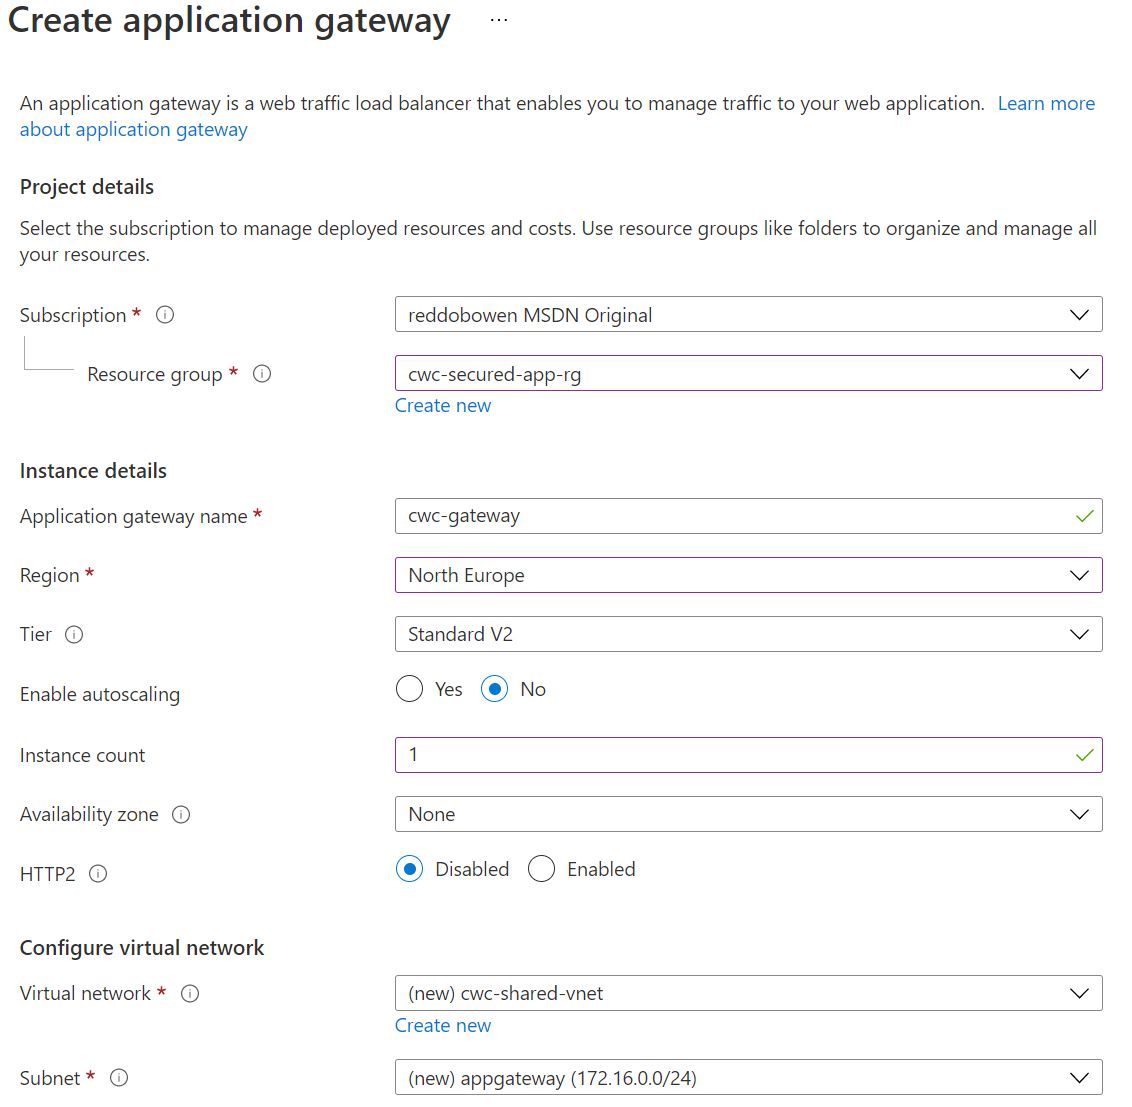 Create application gateway ...
An application gateway is a web traffic load balancer that enables you to manage traffic to your web application. Learn more
about application gateway
Project details
Select the subscription to manage deployed resources and costs. Use resource groups like folders to organize and manage all
your resources.
Subscription * reddobowen MSDN Original
Resource group * cwc-secured-app-rg
Create new
Instance details
Application gateway name * cwc-gateway
Region * North Europe
Tier Standard V2
Enable autoscaling Yes No
Instance count 1
Availability zone None
HTTP2 Disabled Enabled
Configure virtual network
Virtual network * (new) cwc-shared-vnet
Create new
Subnet * (new) appgateway (172.16.0.0/24)